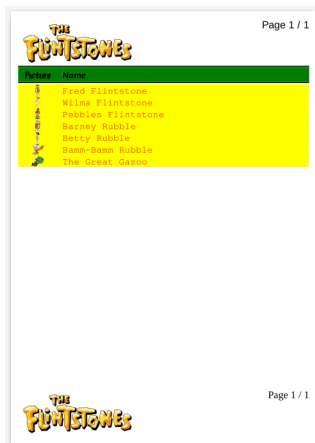 THE
FLINTSTONES
Page 1 / 1
Picture Name
Fred Flintstone
Wilma Flintstone
Pebbles Flintstone
Barney Rubble
Betty Rubble
Bamm-Bamm Rubble
The Great Gazoo
THE
FLINTSTONES
Page 1 / 1